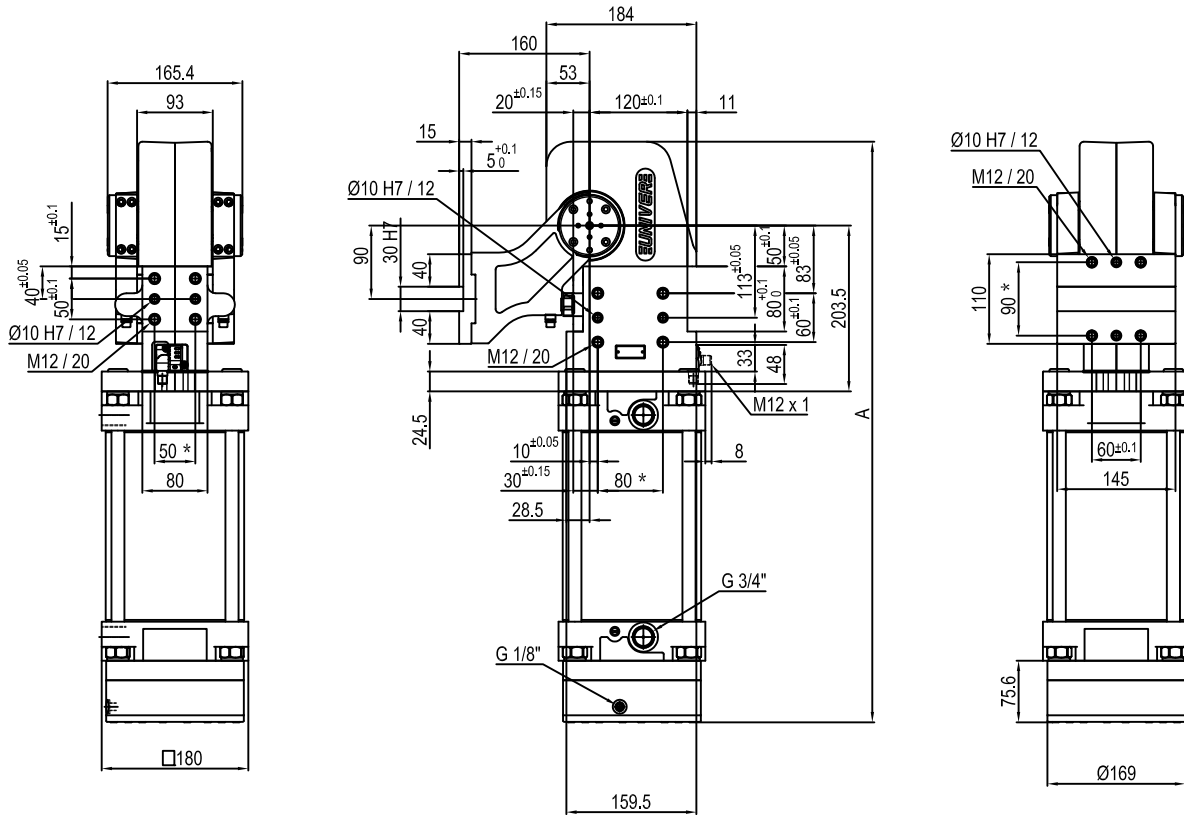 165.4
93
15±0.1
40±0.05
50±0.1
Ø10 H7 / 12
M12 / 20
50 *
80
□180
184
160
53
20±0.15
120±0.1
11
15
5 +0.1 0
Ø10 H7 / 12
90
30 H7
40
40
UNIVER
50±0.1
83±0.05
113±0.05
80 +0.1 0
60±0.1
203.5
M12 / 20
33
48
M12 x 1
A
24.5
10±0.05
8
30±0.15
80 *
28.5
G 3/4"
G 1/8"
159.5
Ø10 H7 / 12
M12 / 20
110
90 *
60±0.1
145
75.6
Ø169